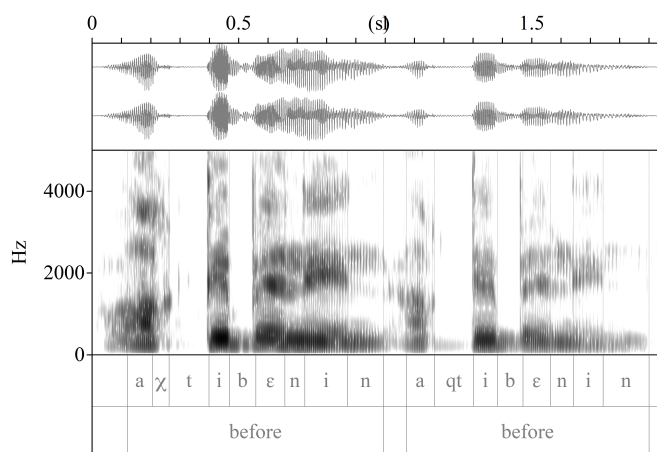 0 0.5 (s) 1 1.5
4000
2000
0
Hz
a χ t i b ɛ n i n a qt i b ɛ n i n
before before